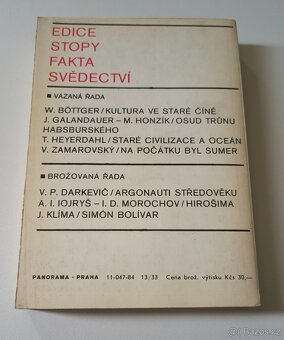 EDICE
STOPY
FAKTA
SVĚDECTVÍ
VÁZANÁ ŘADA
W. BÖTTGER/KULTURA VE STARÉ ČÍNĚ
J. GALANDAUER – M. HONZÍK/OSUD TRŮNU
HABSBURSKÉHO
T. HEYERDAHL/STARÉ CIVILIZACE A OCEÁN
V. ZAMAROVSKÝ/NA POČÁTKU BYL SUMER
BROŽOVANÁ ŘADA
V. P. DARKEVIČ/ARGONAUTI STŘEDOVĚKU
A. I. IOJRYŠ – I. D. MOROCHOV/HIROŠIMA
J. KLÍMA/SIMÓN BOLÍVAR
PANORAMA - PRAHA 11-047-84 13/33 Cena brož. výtisku Kčs 30,—